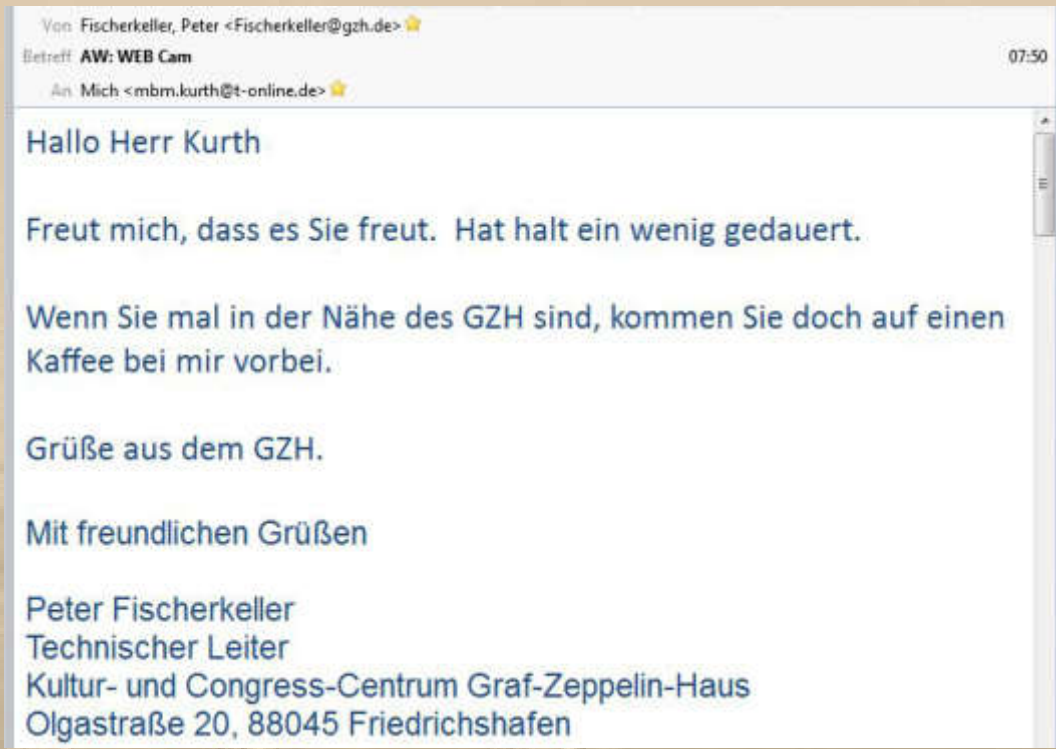 Von Fischerkeller, Peter <Fischerkeller@gzh.de>
Betreff AW: WEB Cam 07:50
An Mich <mbm.kurth@t-online.de>
Hallo Herr Kurth
Freut mich, dass es Sie freut. Hat halt ein wenig gedauert.
Wenn Sie mal in der Nähe des GZH sind, kommen Sie doch auf einen
Kaffee bei mir vorbei.
Grüße aus dem GZH.
Mit freundlichen Grüßen
Peter Fischerkeller
Technischer Leiter
Kultur- und Congress-Centrum Graf-Zeppelin-Haus
Olgastraße 20, 88045 Friedrichshafen